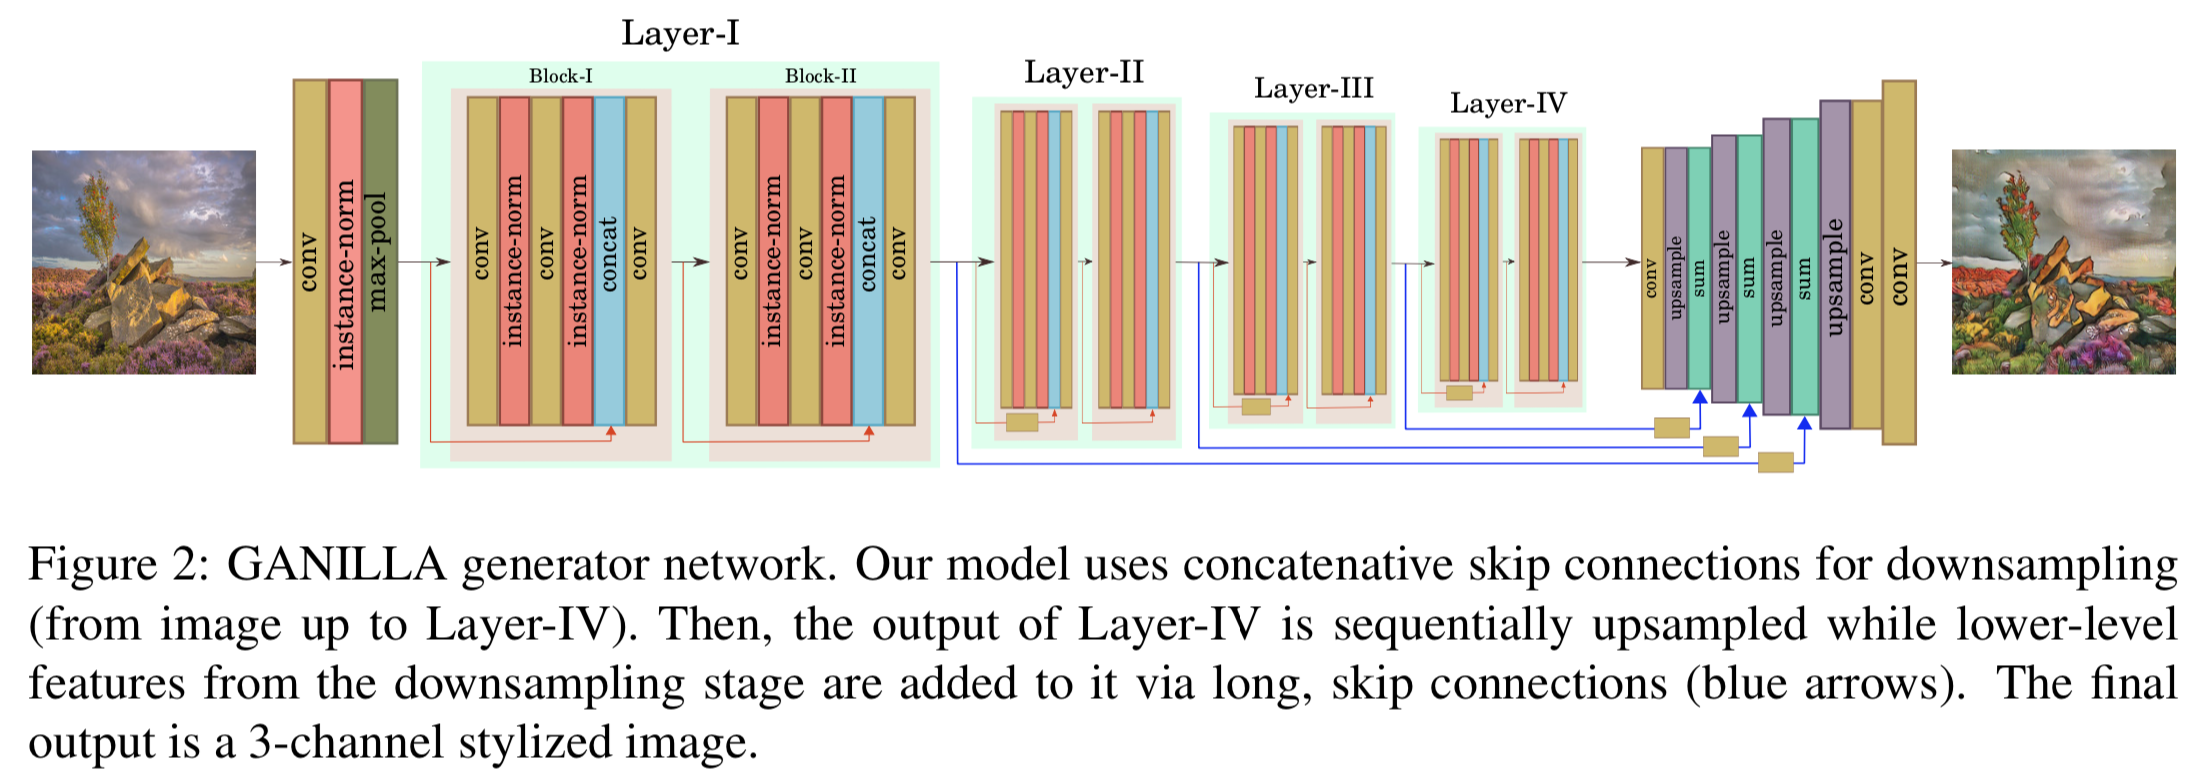 Layer-I
Block-I
Block-II
Layer-II
Layer-III
Layer-IV
conv
instance-norm
max-pool
conv
instance-norm
conv
instance-norm
concat
conv
conv
instance-norm
conv
instance-norm
concat
conv
conv
upsample
sum
upsample
sum
upsample
sum
upsample
conv
conv
Figure 2: GANILLA generator network. Our model uses concatenative skip connections for downsampling
(from image up to Layer-IV). Then, the output of Layer-IV is sequentially upsampled while lower-level
features from the downsampling stage are added to it via long, skip connections (blue arrows). The final
output is a 3-channel stylized image.